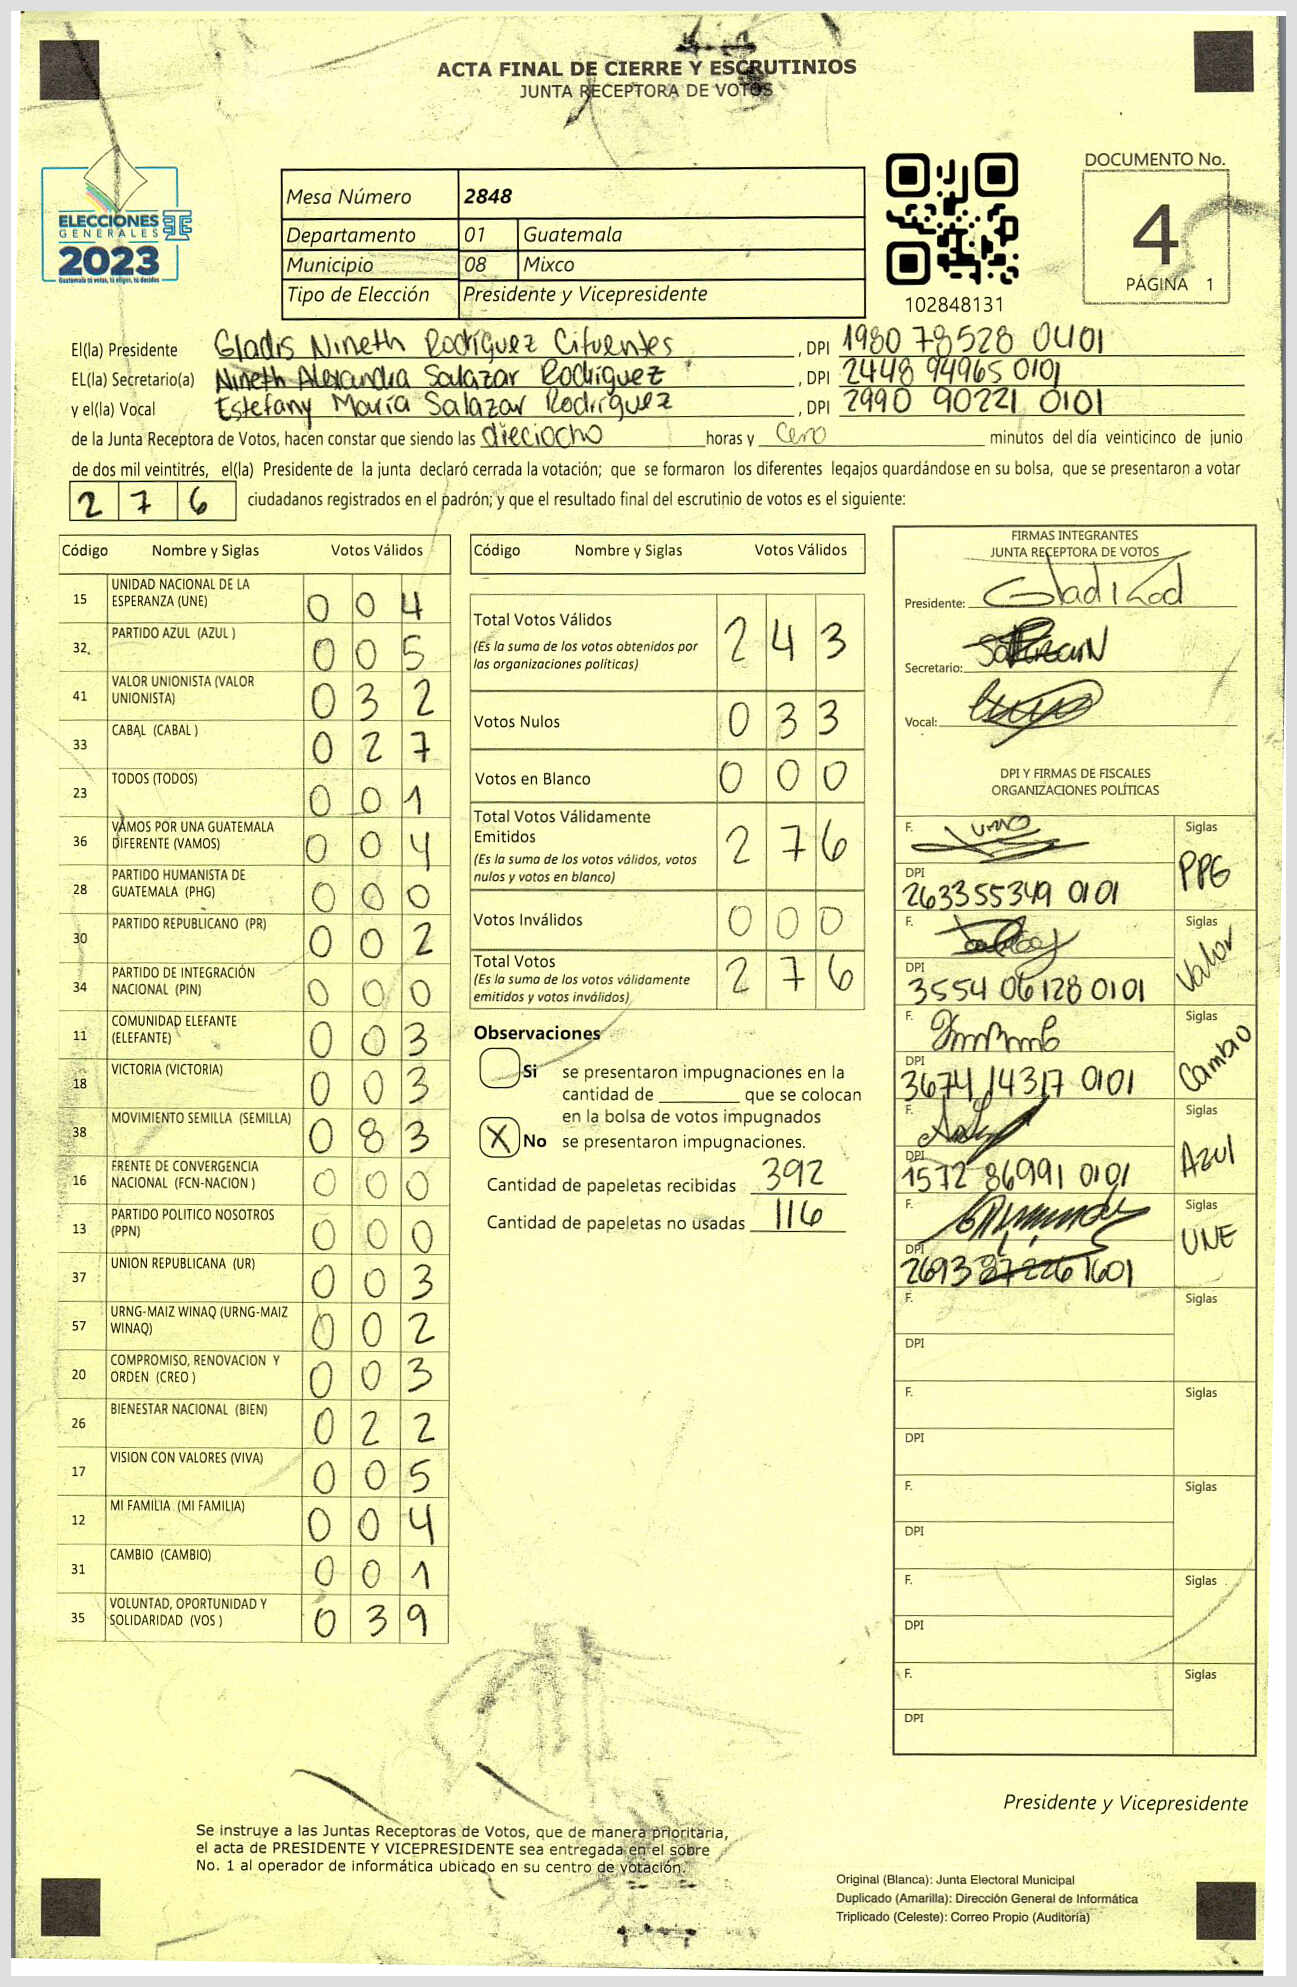 ACTA FINAL DE CIERRE Y ESCRUTINIOS
JUNTA RECEPTORA DE VOTOS
ELECCIONES
GENERALES
2023
Guatemala tú votas, tú eliges, tú decides
Mesa Número 2848
Departamento 01 Guatemala
Municipio 08 Mixco
Tipo de Elección Presidente y Vicepresidente
102848131
DOCUMENTO No.
4
PÁGINA 1
El(la) Presidente Gladis Nineth Rodríguez Cifuentes , DPI 1980 78528 0401
EL(la) Secretario(a) Nineth Alexandra Salazar Rodríguez , DPI 2448 94965 0101
y el(la) Vocal Estefany María Salazar Rodríguez , DPI 2990 90221 0101
de la Junta Receptora de Votos, hacen constar que siendo las dieciocho horas y Cero minutos del día veinticinco de junio
de dos mil veintitrés, el(la) Presidente de la junta declaró cerrada la votación; que se formaron los diferentes legajos guardándose en su bolsa, que se presentaron a votar
2 7 6 ciudadanos registrados en el padrón; y que el resultado final del escrutinio de votos es el siguiente:
Código Nombre y Siglas Votos Válidos
15 UNIDAD NACIONAL DE LA ESPERANZA (UNE) 0 0 4
32. PARTIDO AZUL (AZUL ) 0 0 5
41 VALOR UNIONISTA (VALOR UNIONISTA) 0 3 2
33 CABAL (CABAL ) 0 2 7
23 TODOS (TODOS) 0 0 1
36 VAMOS POR UNA GUATEMALA DIFERENTE (VAMOS) 0 0 4
28 PARTIDO HUMANISTA DE GUATEMALA (PHG) 0 0 0
30 PARTIDO REPUBLICANO (PR) 0 0 2
34 PARTIDO DE INTEGRACIÓN NACIONAL (PIN) 0 0 0
11 COMUNIDAD ELEFANTE (ELEFANTE) 0 0 3
18 VICTORIA (VICTORIA) 0 0 3
38 MOVIMIENTO SEMILLA (SEMILLA) 0 8 3
16 FRENTE DE CONVERGENCIA NACIONAL (FCN-NACION ) 0 0 0
13 PARTIDO POLITICO NOSOTROS (PPN) 0 0 0
37 UNION REPUBLICANA (UR) 0 0 3
57 URNG-MAIZ WINAQ (URNG-MAIZ WINAQ) 0 0 2
20 COMPROMISO, RENOVACION Y ORDEN (CREO ) 0 0 3
26 BIENESTAR NACIONAL (BIEN) 0 2 2
17 VISION CON VALORES (VIVA) 0 0 5
12 MI FAMILIA (MI FAMILIA) 0 0 4
31 CAMBIO (CAMBIO) 0 0 1
35 VOLUNTAD, OPORTUNIDAD Y SOLIDARIDAD (VOS ) 0 3 9
Código Nombre y Siglas Votos Válidos
Total Votos Válidos 2 4 3
(Es la suma de los votos obtenidos por
las organizaciones políticas)
Votos Nulos 0 3 3
Votos en Blanco 0 0 0
Total Votos Válidamente
Emitidos 2 7 6
(Es la suma de los votos válidos, votos
nulos y votos en blanco)
Votos Inválidos 0 0 0
Total Votos 2 7 6
(Es la suma de los votos válidamente
emitidos y votos inválidos)
Observaciones
Si se presentaron impugnaciones en la
cantidad de ________ que se colocan
en la bolsa de votos impugnados
X No se presentaron impugnaciones.
Cantidad de papeletas recibidas 392
Cantidad de papeletas no usadas 116
FIRMAS INTEGRANTES
JUNTA RECEPTORA DE VOTOS
Presidente:
Secretario:
Vocal:
DPI Y FIRMAS DE FISCALES
ORGANIZACIONES POLÍTICAS
F. Siglas
DPI PPG
263355349 0101
F. Siglas
DPI Valor
3554 06128 0101
F. Siglas
DPI Cambio
3674 14317 0101
F. Siglas
DPI Azul
1572 86991 0101
F. Siglas
DPI UNE
2693 87226 1601
F. Siglas
DPI
F. Siglas
DPI
F. Siglas
DPI
F. Siglas
DPI
F. Siglas
DPI
Presidente y Vicepresidente
Se instruye a las Juntas Receptoras de Votos, que de manera prioritaria,
el acta de PRESIDENTE Y VICEPRESIDENTE sea entregada en el sobre
No. 1 al operador de informática ubicado en su centro de votación.
Original (Blanca): Junta Electoral Municipal
Duplicado (Amarilla): Dirección General de Informática
Triplicado (Celeste): Correo Propio (Auditoría)